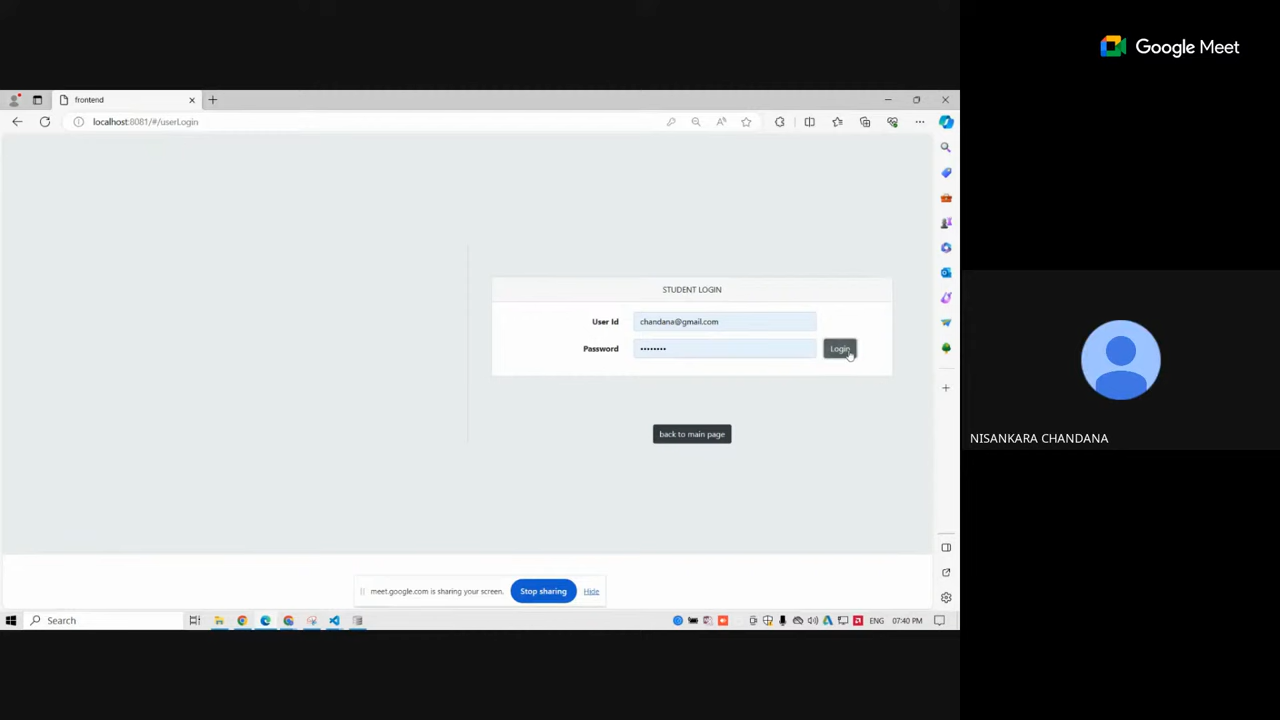 Google Meet
frontend
localhost:8081/#/userLogin
STUDENT LOGIN
User Id
chandana@gmail.com
Password
••••••••
Login
back to main page
NISANKARA CHANDANA
meet.google.com is sharing your screen.
Stop sharing
Hide
Search
ENG
07:40 PM